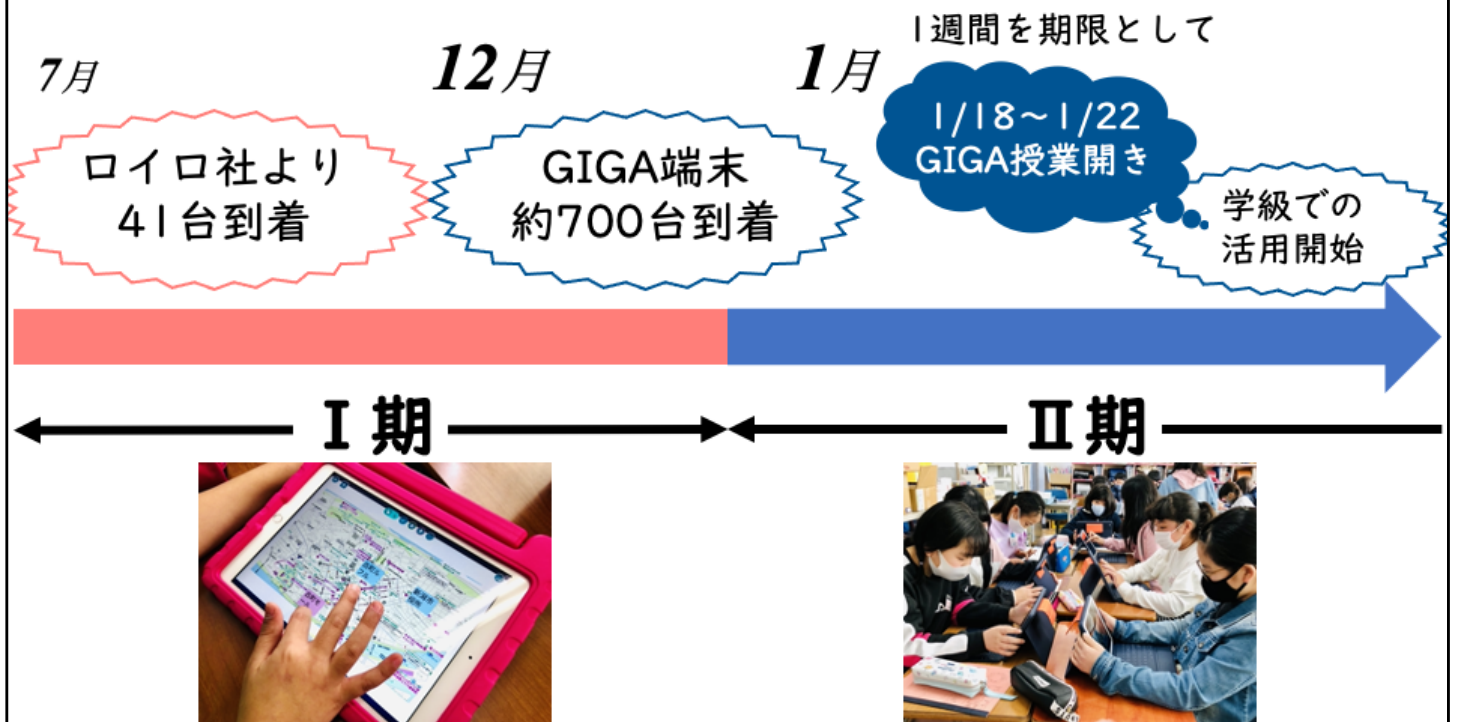 7月
ロイロ社より
41台到着
12月
GIGA端末
約700台到着
1月
1週間を期限として
1/18～1/22
GIGA授業開き
学級での
活用開始
Ⅰ期
Ⅱ期